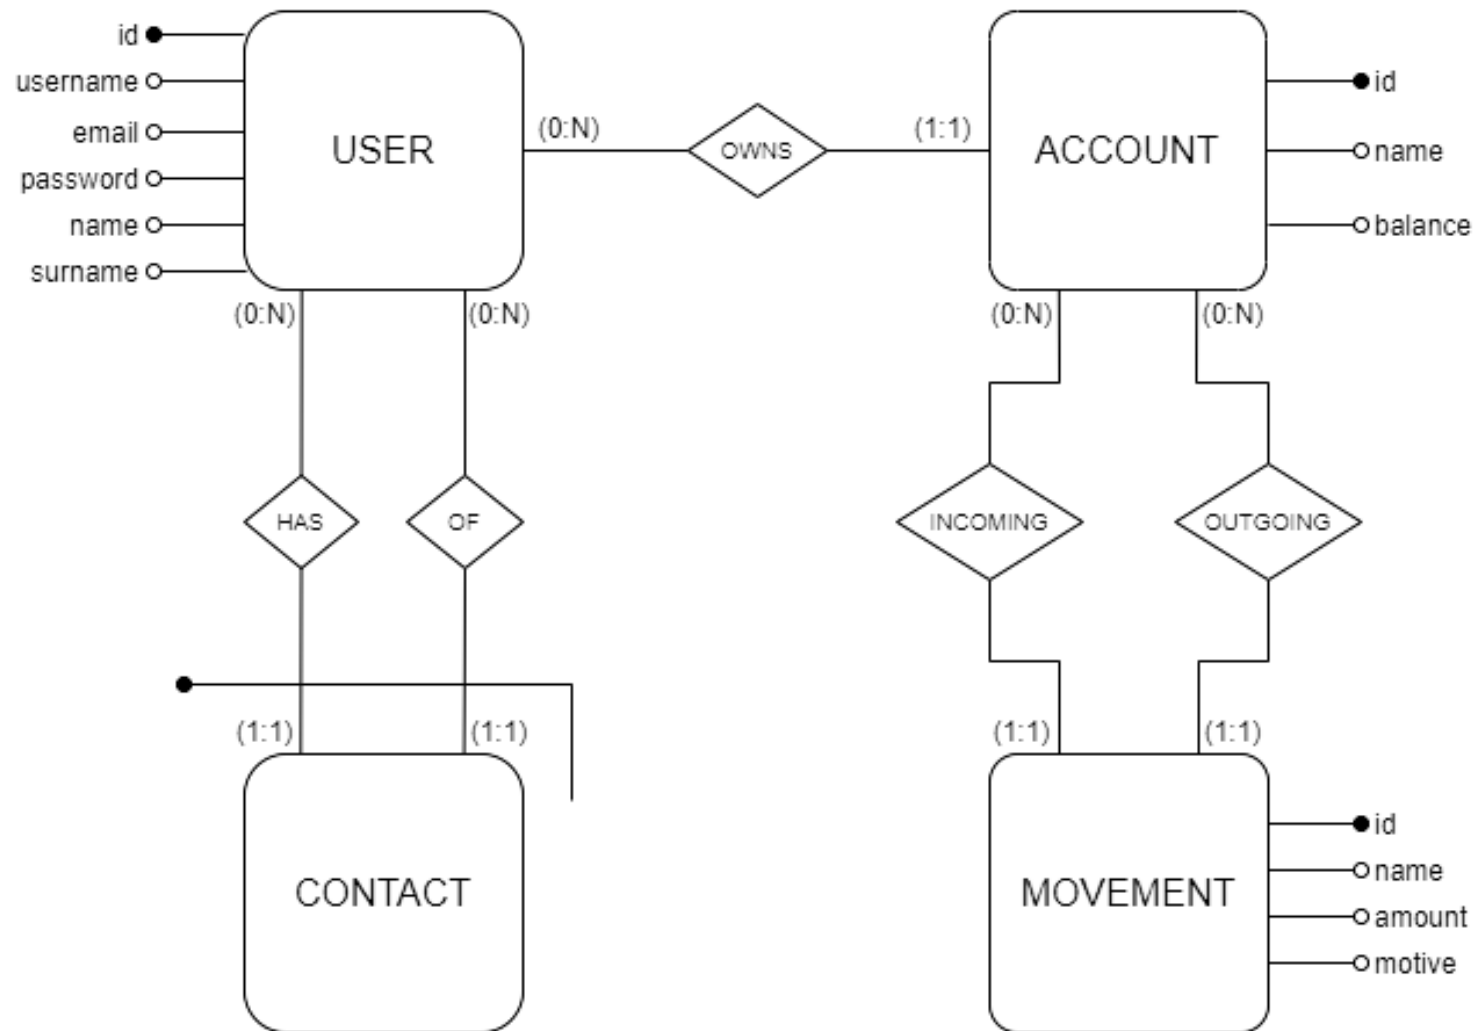 id
username
email
password
name
surname
USER
(0:N)
OWNS
(1:1)
ACCOUNT
id
name
balance
(0:N)
(0:N)
(0:N)
(0:N)
HAS
OF
INCOMING
OUTGOING
(1:1)
(1:1)
(1:1)
(1:1)
CONTACT
MOVEMENT
id
name
amount
motive